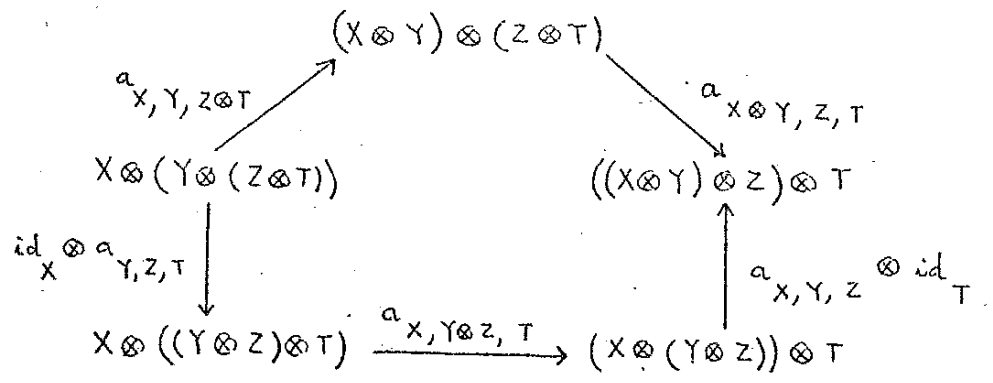 (X ⊗ Y) ⊗ (Z ⊗ T)
a X, Y, Z⊗T
a X⊗Y, Z, T
X ⊗ (Y ⊗ (Z ⊗ T))
((X ⊗ Y) ⊗ Z) ⊗ T
id X ⊗ a Y, Z, T
a X, Y, Z ⊗ id T
X ⊗ ((Y ⊗ Z) ⊗ T)
a X, Y⊗Z, T
(X ⊗ (Y ⊗ Z)) ⊗ T